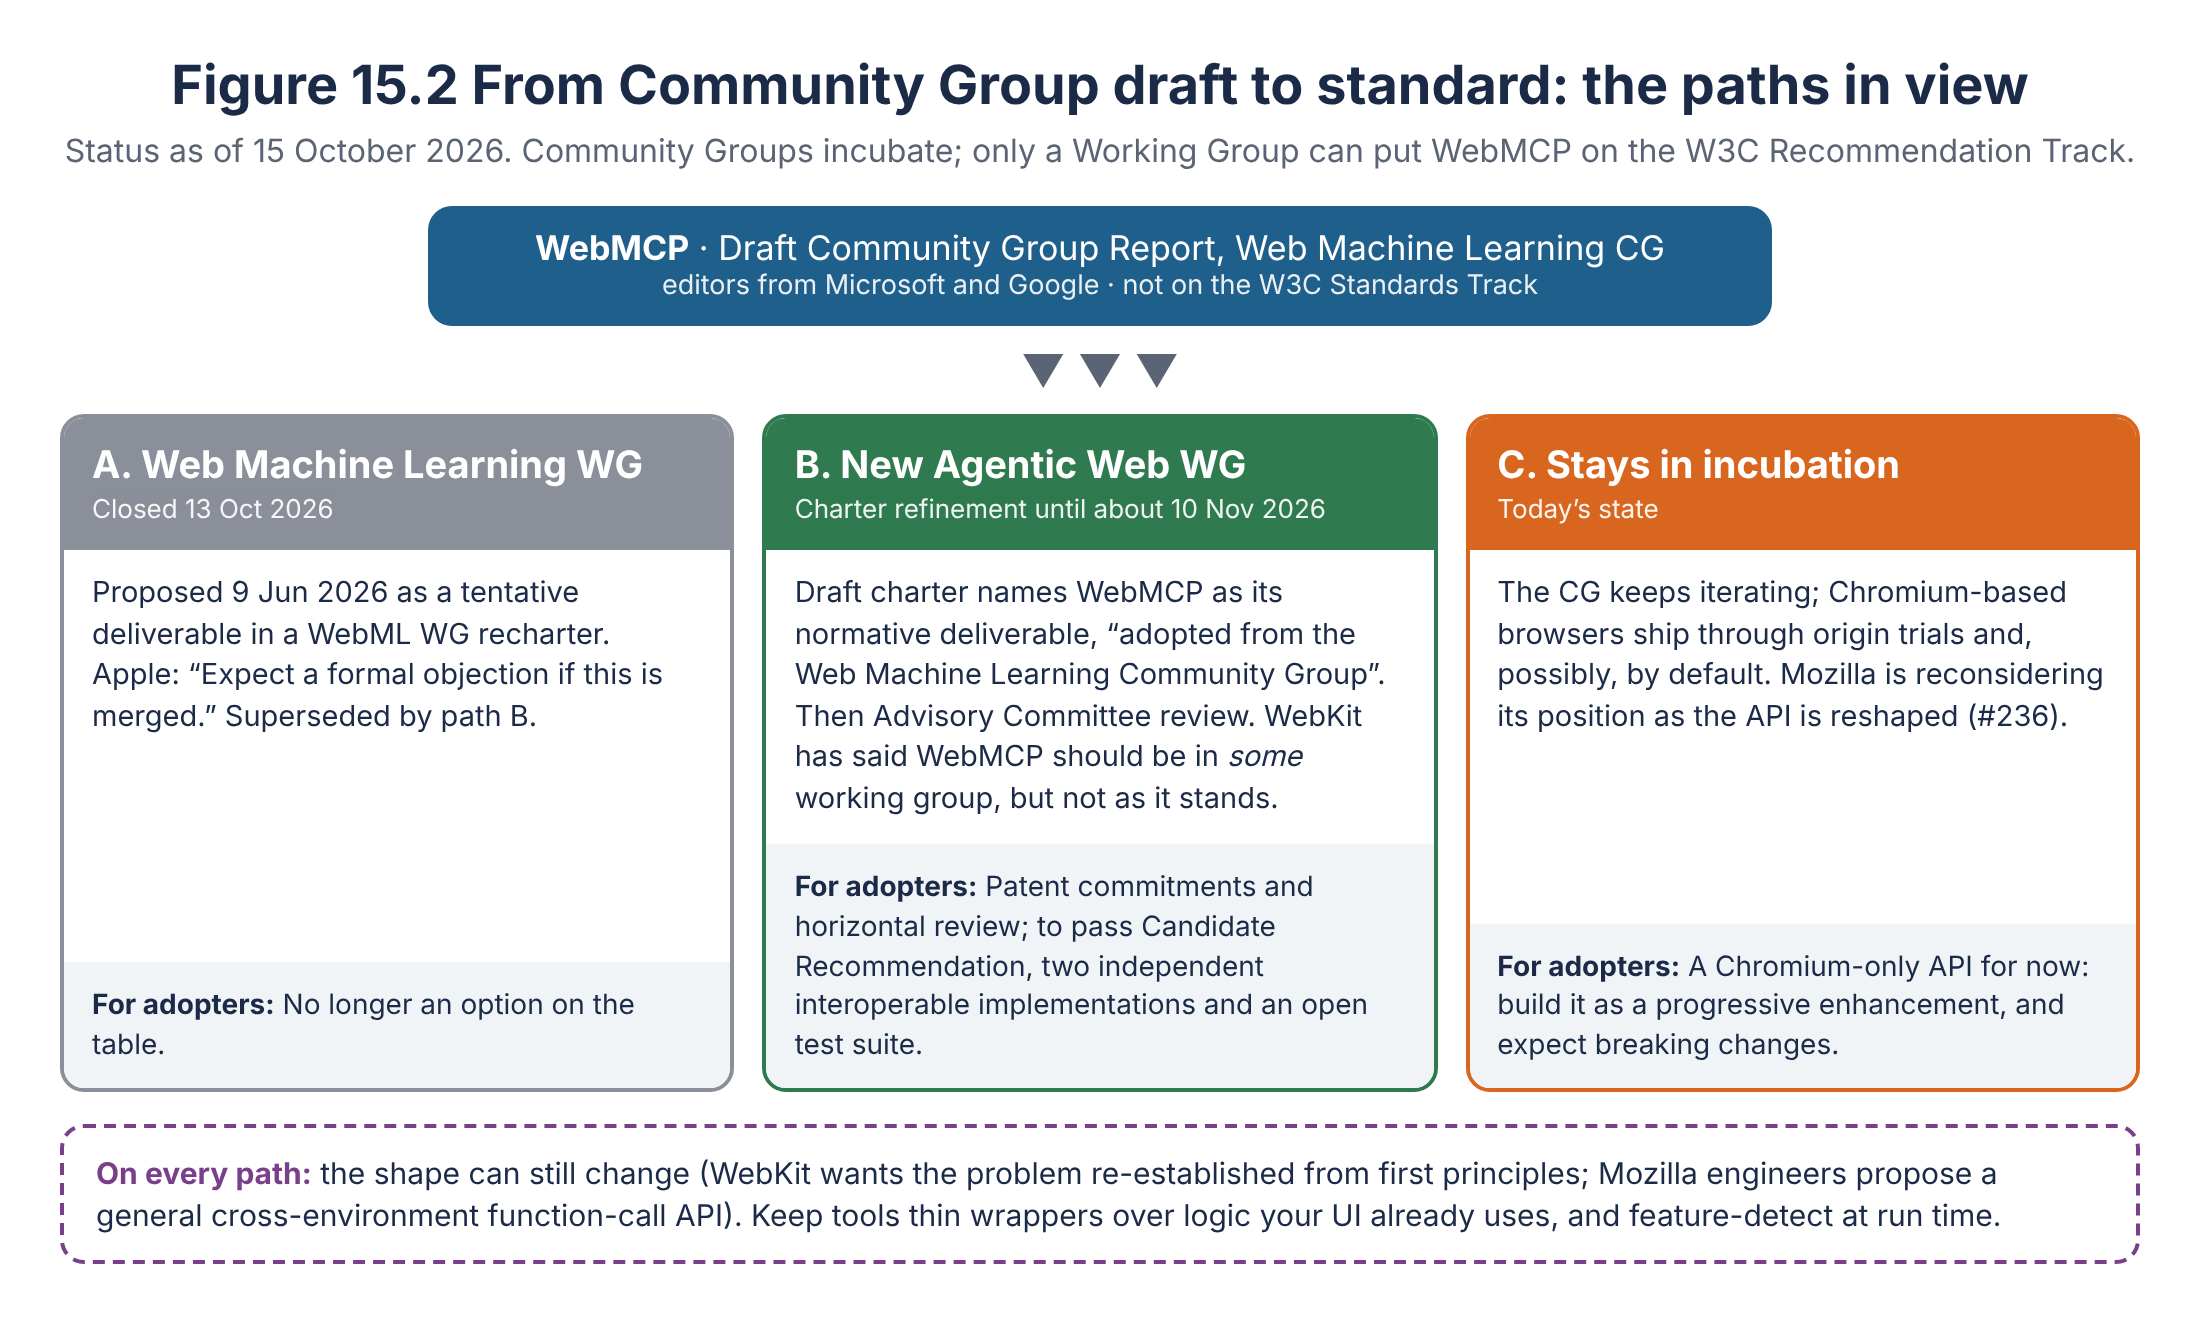 Figure 15.2 From Community Group draft to standard: the paths in view
Status as of 15 October 2026. Community Groups incubate; only a Working Group can put WebMCP on the W3C Recommendation Track.
WebMCP · Draft Community Group Report, Web Machine Learning CG
editors from Microsoft and Google · not on the W3C Standards Track
A. Web Machine Learning WG
Closed 13 Oct 2026
Proposed 9 Jun 2026 as a tentative
deliverable in a WebML WG recharter.
Apple: “Expect a formal objection if this is
merged.” Superseded by path B.
For adopters: No longer an option on the
table.
B. New Agentic Web WG
Charter refinement until about 10 Nov 2026
Draft charter names WebMCP as its
normative deliverable, “adopted from the
Web Machine Learning Community Group”.
Then Advisory Committee review. WebKit
has said WebMCP should be in some
working group, but not as it stands.
For adopters: Patent commitments and
horizontal review; to pass Candidate
Recommendation, two independent
interoperable implementations and an open
test suite.
C. Stays in incubation
Today’s state
The CG keeps iterating; Chromium-based
browsers ship through origin trials and,
possibly, by default. Mozilla is reconsidering
its position as the API is reshaped (#236).
For adopters: A Chromium-only API for now:
build it as a progressive enhancement, and
expect breaking changes.
On every path: the shape can still change (WebKit wants the problem re-established from first principles; Mozilla engineers propose a
general cross-environment function-call API). Keep tools thin wrappers over logic your UI already uses, and feature-detect at run time.